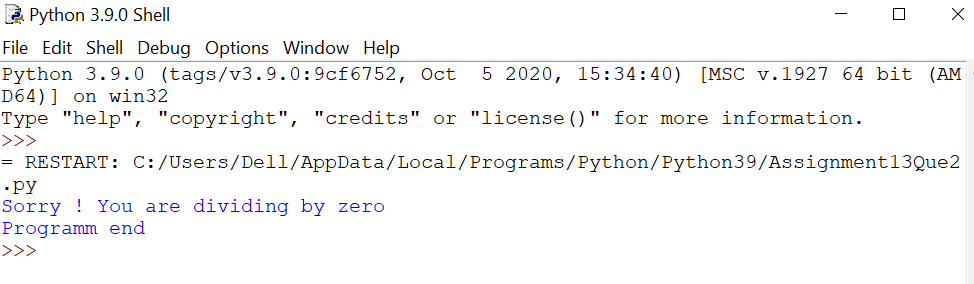 Python 3.9.0 Shell
File Edit Shell Debug Options Window Help
Python 3.9.0 (tags/v3.9.0:9cf6752, Oct  5 2020, 15:34:40) [MSC v.1927 64 bit (AM
D64)] on win32
Type "help", "copyright", "credits" or "license()" for more information.
>>>
= RESTART: C:/Users/Dell/AppData/Local/Programs/Python/Python39/Assignment13Que2
.py
Sorry ! You are dividing by zero
Programm end
>>>